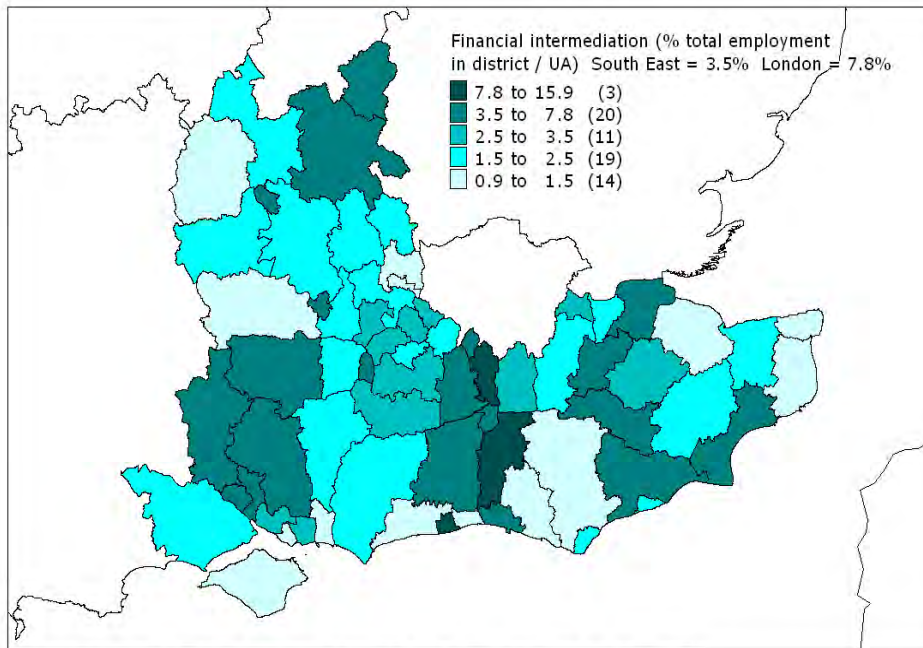 Financial intermediation (% total employment
in district / UA) South East = 3.5% London = 7.8%
7.8 to 15.9 (3)
3.5 to 7.8 (20)
2.5 to 3.5 (11)
1.5 to 2.5 (19)
0.9 to 1.5 (14)